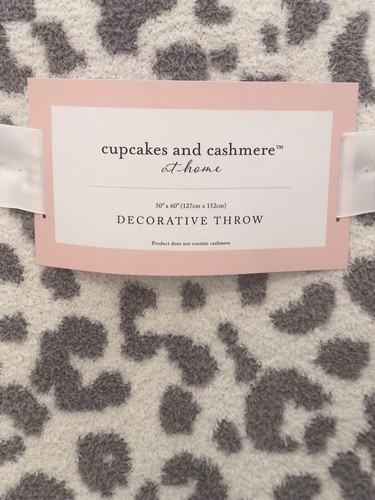 cupcakes and cashmere™
at home
50" x 60" (127cm x 152cm)
DECORATIVE THROW
Product does not contain cashmere